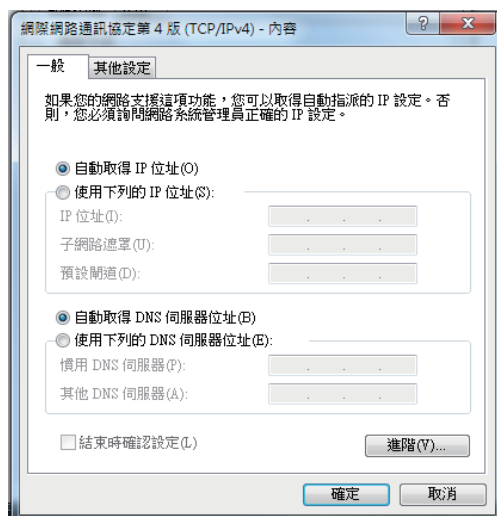 網際網路通訊協定第 4 版 (TCP/IPv4) - 內容
一般 其他設定
如果您的網路支援這項功能，您可以取得自動指派的 IP 設定。否
則，您必須詢問網路系統管理員正確的 IP 設定。
自動取得 IP 位址(O)
使用下列的 IP 位址(S):
IP 位址(I):
子網路遮罩(U):
預設閘道(D):
自動取得 DNS 伺服器位址(B)
使用下列的 DNS 伺服器位址(E):
慣用 DNS 伺服器(P):
其他 DNS 伺服器(A):
結束時確認設定(L) 進階(V)...
確定 取消